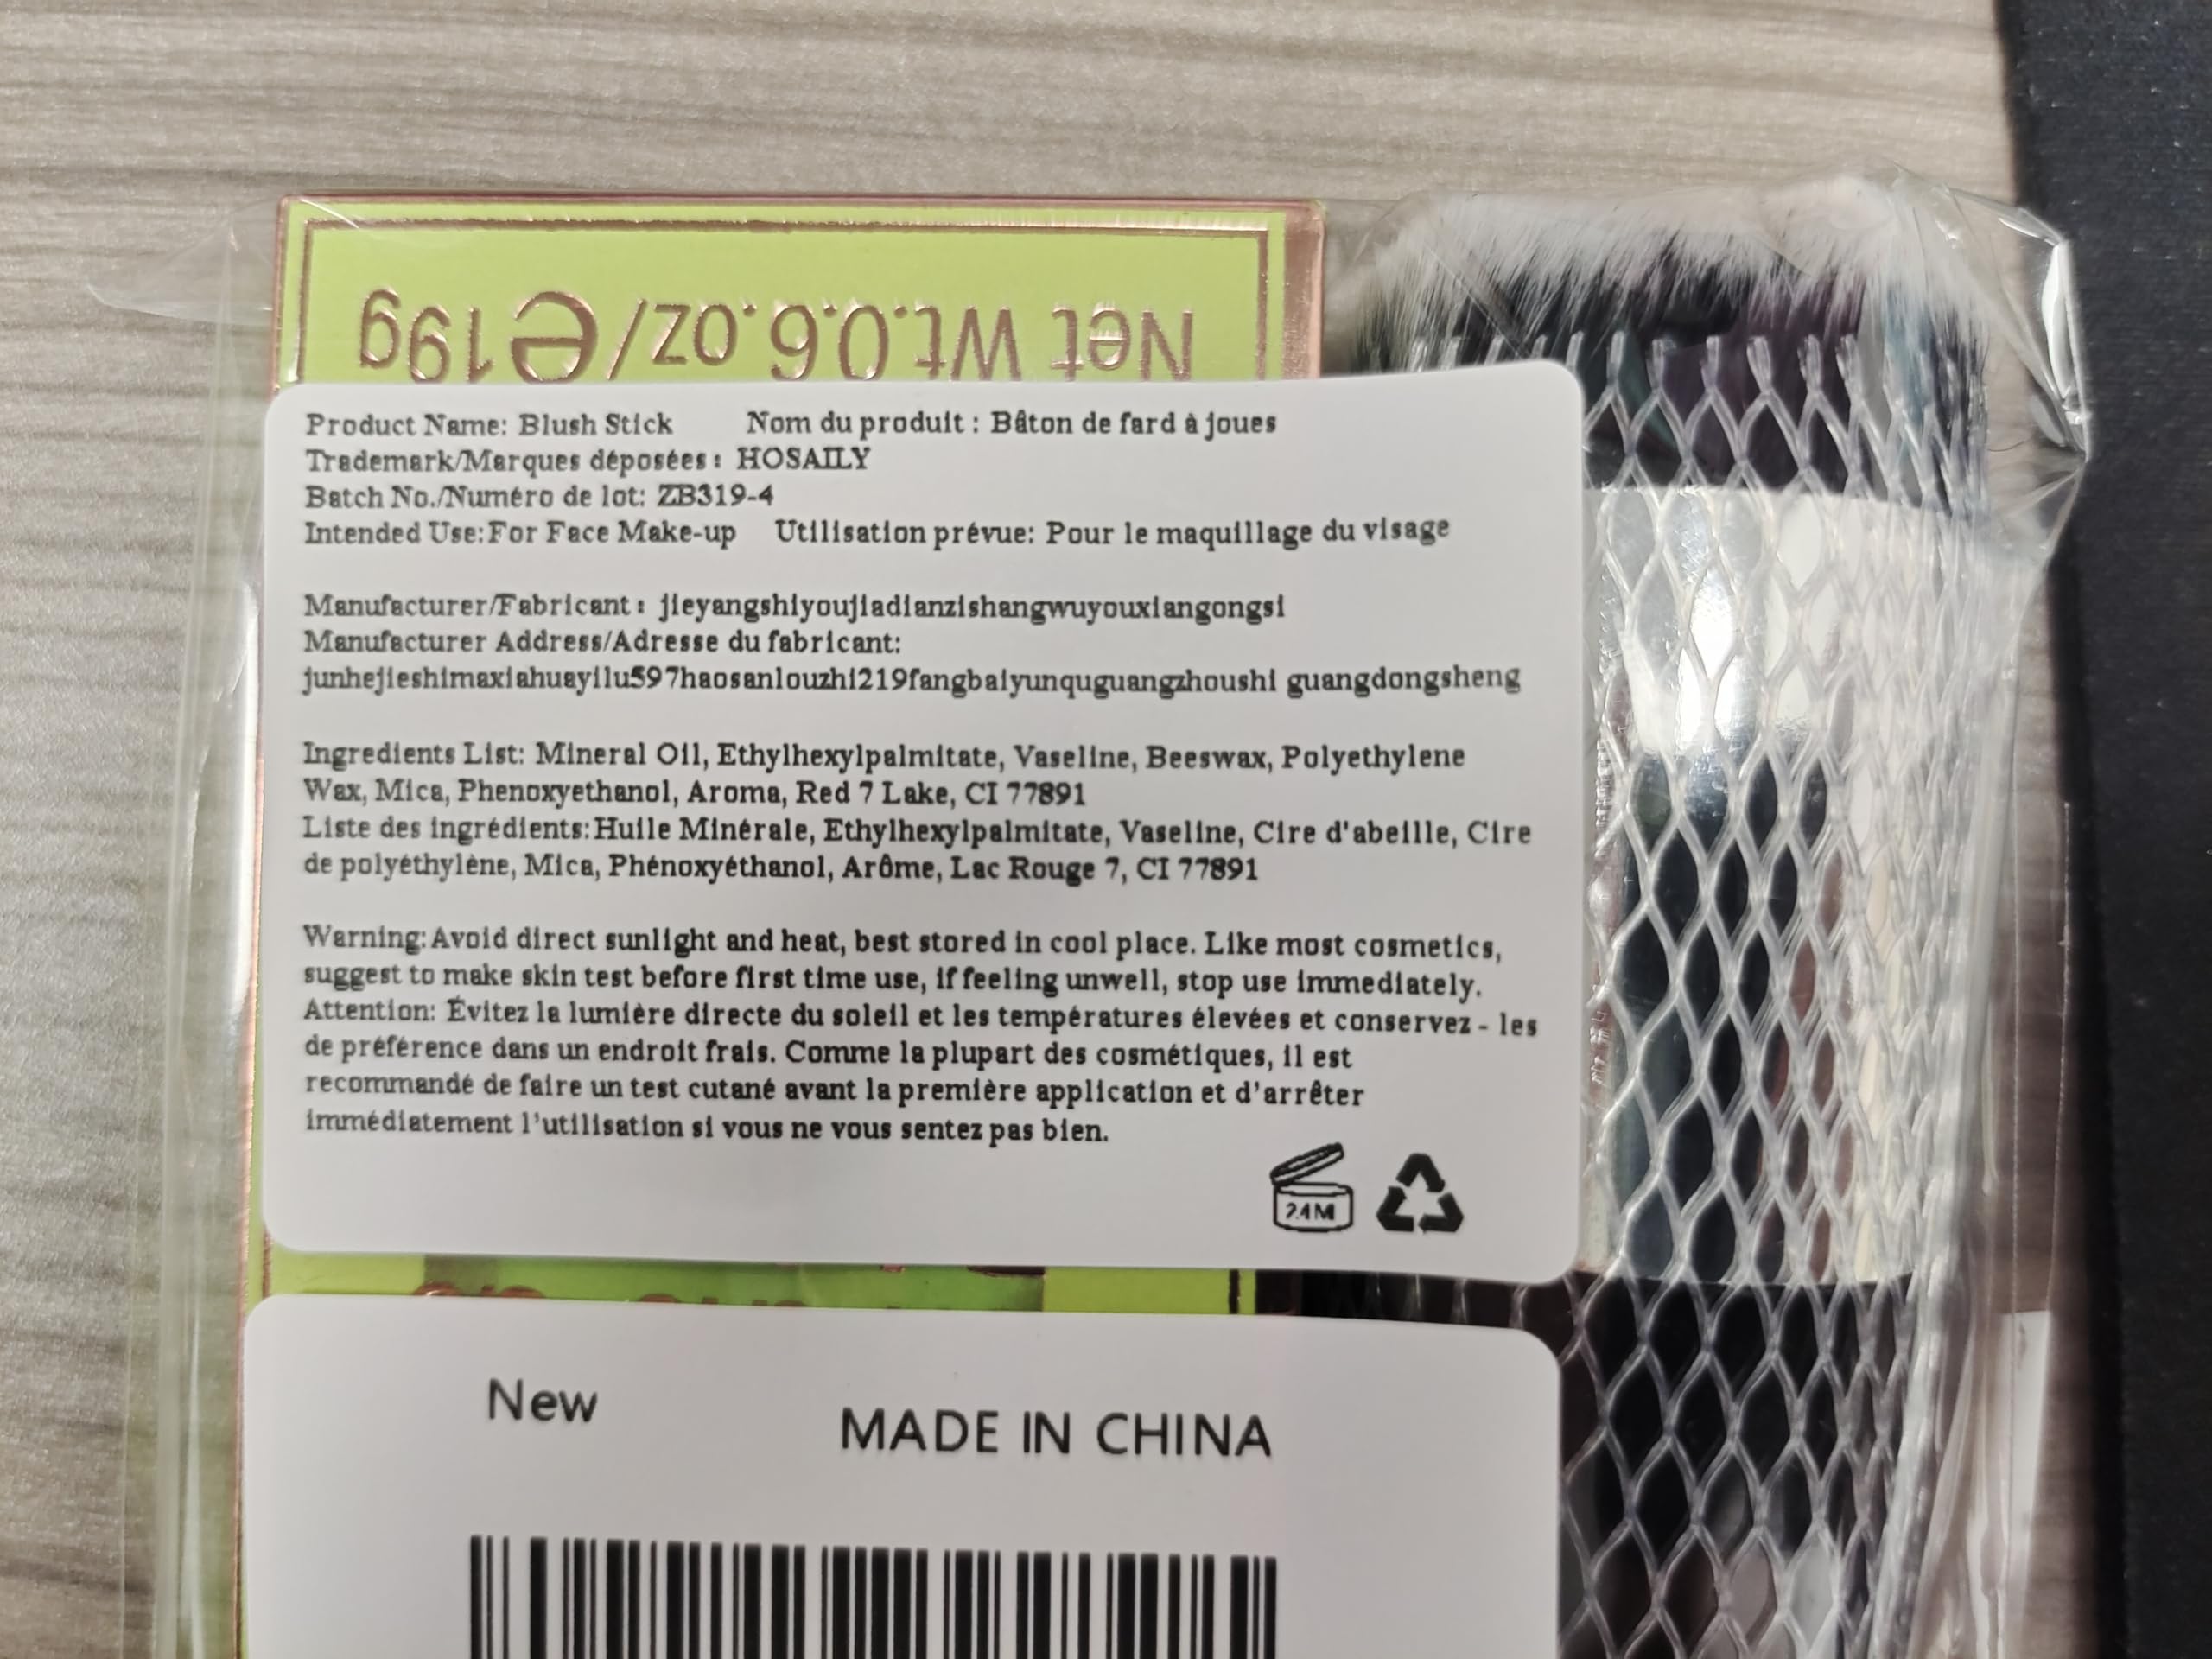 Net Wt.0.6.oz/℮19g
Product Name: Blush Stick Nom du produit : Bâton de fard à joues
Trademark/Marques déposées : HOSAILY
Batch No./Numéro de lot: ZB319-4
Intended Use:For Face Make-up Utilisation prévue: Pour le maquillage du visage
Manufacturer/Fabricant : jieyangshiyoujiadianzishangwuyouxiangongsi
Manufacturer Address/Adresse du fabricant:
junhejieshimaxiahuayilu597haosanlouzhi219fangbaiyunquguangzhoushi guangdongsheng
Ingredients List: Mineral Oil, Ethylhexylpalmitate, Vaseline, Beeswax, Polyethylene
Wax, Mica, Phenoxyethanol, Aroma, Red 7 Lake, CI 77891
Liste des ingrédients:Huile Minérale, Ethylhexylpalmitate, Vaseline, Cire d'abeille, Cire
de polyéthylène, Mica, Phénoxyéthanol, Arôme, Lac Rouge 7, CI 77891
Warning:Avoid direct sunlight and heat, best stored in cool place. Like most cosmetics,
suggest to make skin test before first time use, if feeling unwell, stop use immediately.
Attention: Évitez la lumière directe du soleil et les températures élevées et conservez - les
de préférence dans un endroit frais. Comme la plupart des cosmétiques, il est
recommandé de faire un test cutané avant la première application et d’arrêter
immédiatement l’utilisation si vous ne vous sentez pas bien.
24M
New
MADE IN CHINA